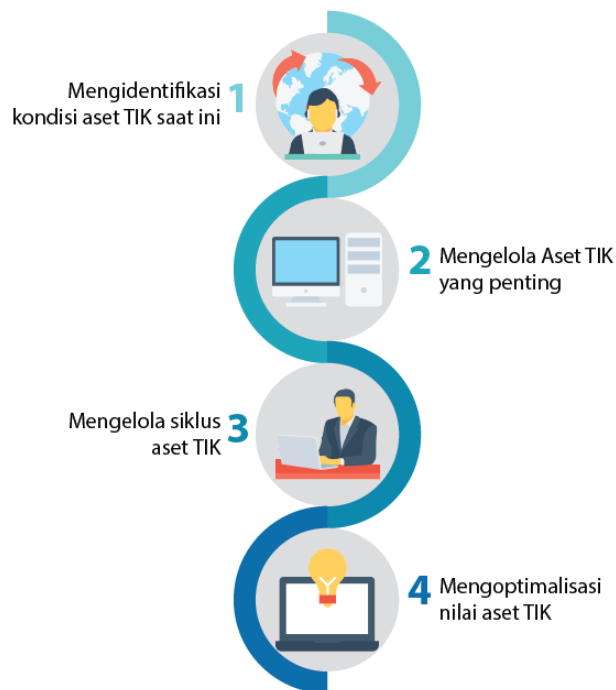 1
Mengidentifikasi
kondisi aset TIK saat ini
2
Mengelola Aset TIK
yang penting
3
Mengelola siklus
aset TIK
4
Mengoptimalisasi
nilai aset TIK